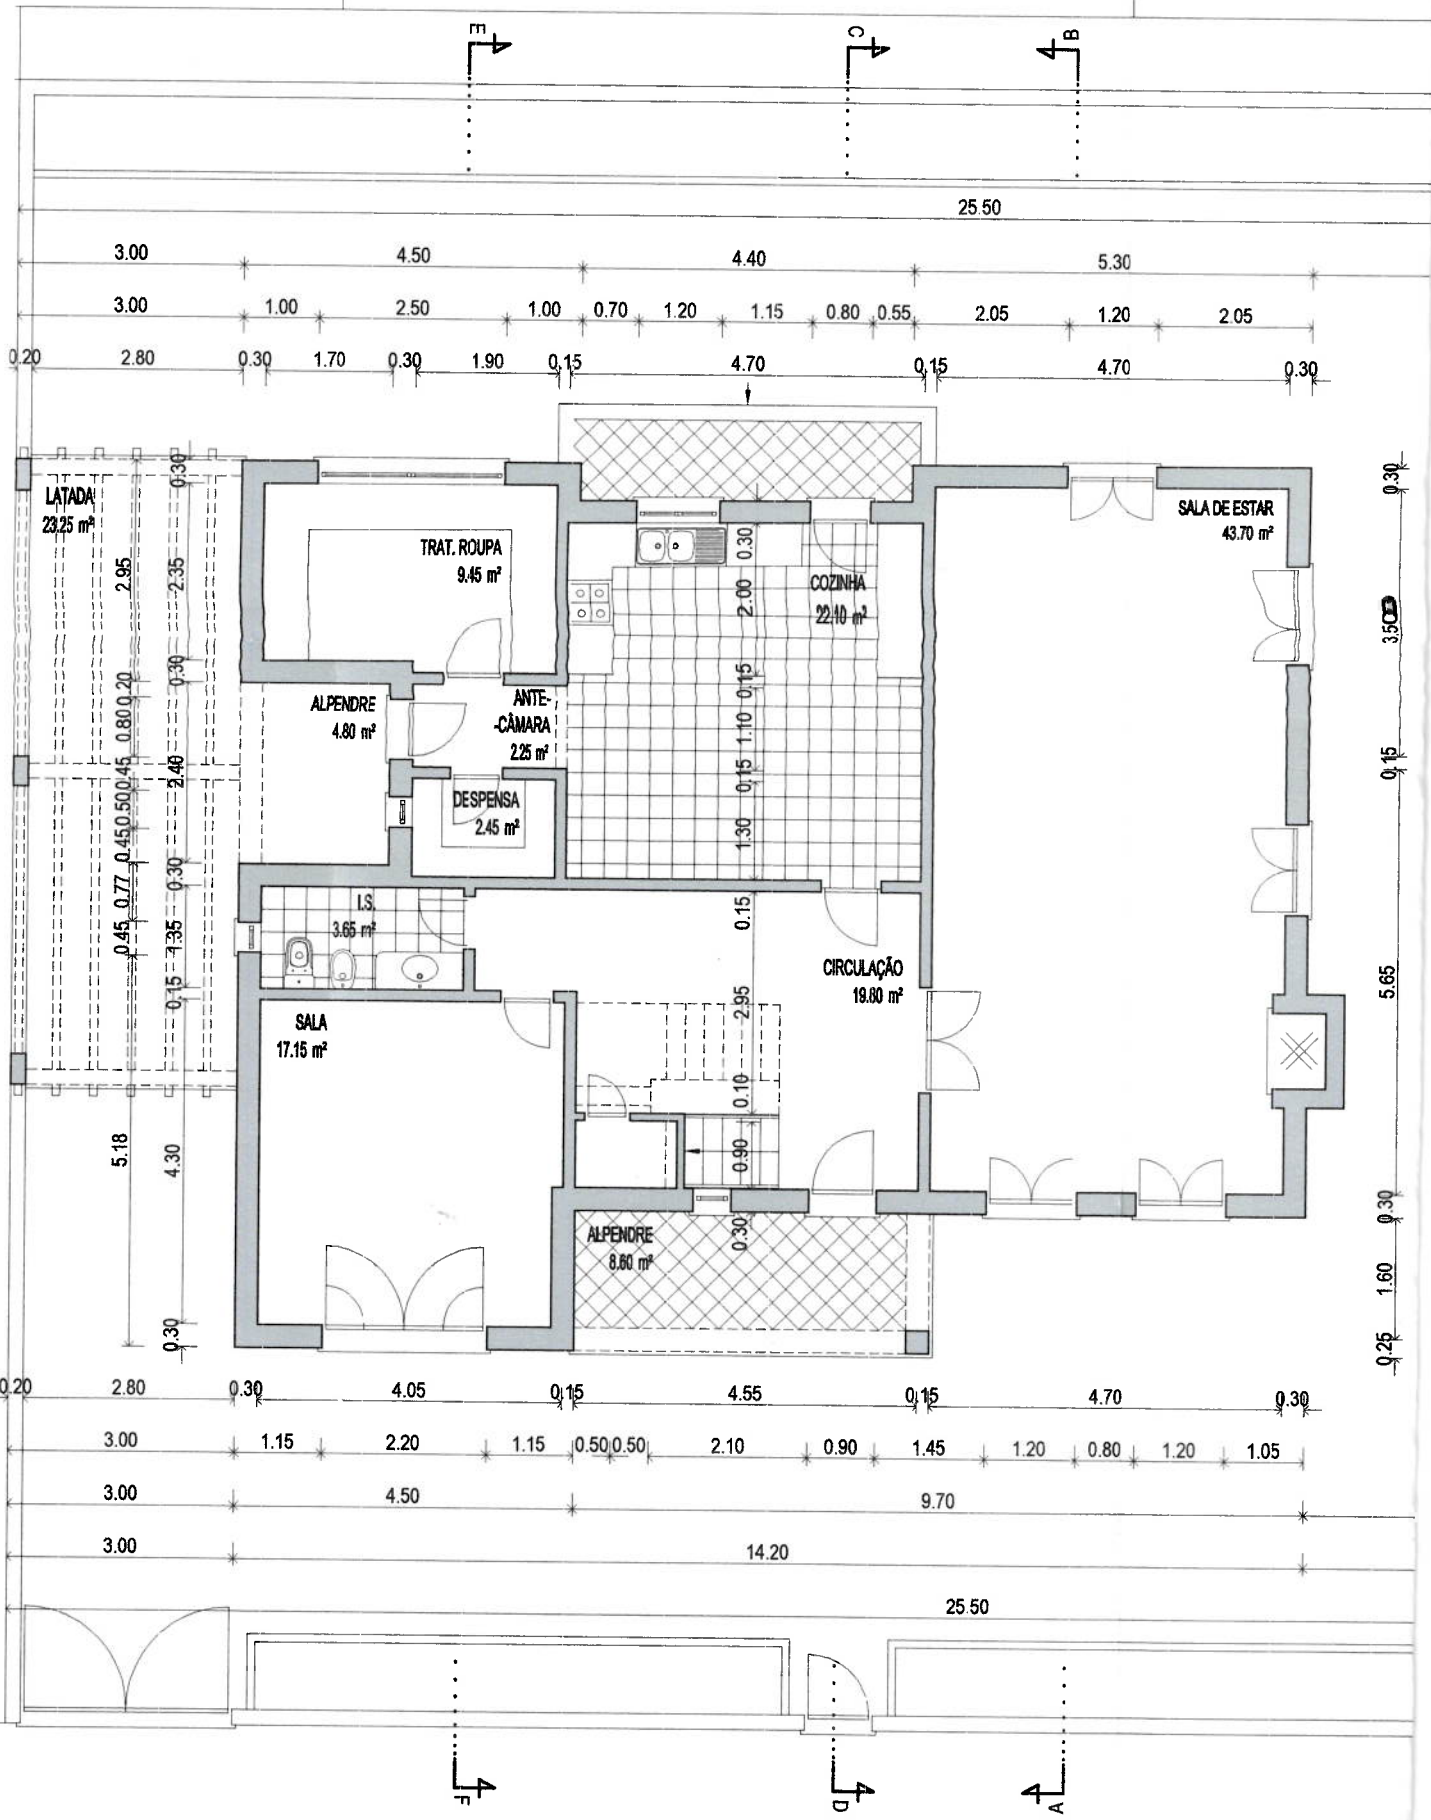 E
C
B
25.50
3.00 4.50 4.40 5.30
3.00 1.00 2.50 1.00 0.70 1.20 1.15 0.80 0.55 2.05 1.20 2.05
0.20 2.80 0.30 1.70 0.30 1.90 0.15 4.70 0.15 4.70 0.30
LATADA
23.25 m²
TRAT. ROUPA
9.45 m²
COZINHA
22.10 m²
SALA DE ESTAR
43.70 m²
ALPENDRE
4.80 m²
ANTE-
-CÂMARA
2.25 m²
DESPENSA
2.45 m²
I.S.
3.65 m²
CIRCULAÇÃO
19.80 m²
SALA
17.15 m²
ALPENDRE
8.60 m²
2.95
0.20
0.80
0.45
0.50
0.45
0.77
0.45
5.18
0.30
2.35
0.30
2.40
0.30
1.35
0.15
4.30
0.30
0.30
2.00
0.15
1.10
0.15
1.30
0.15
2.95
0.10
0.90
0.30
0.30
3.50
0.15
5.65
0.30
1.60
0.25
0.20 2.80 0.30 4.05 0.15 4.55 0.15 4.70 0.30
3.00 1.15 2.20 1.15 0.50 0.50 2.10 0.90 1.45 1.20 0.80 1.20 1.05
3.00 4.50 9.70
3.00 14.20
25.50
F
D
A